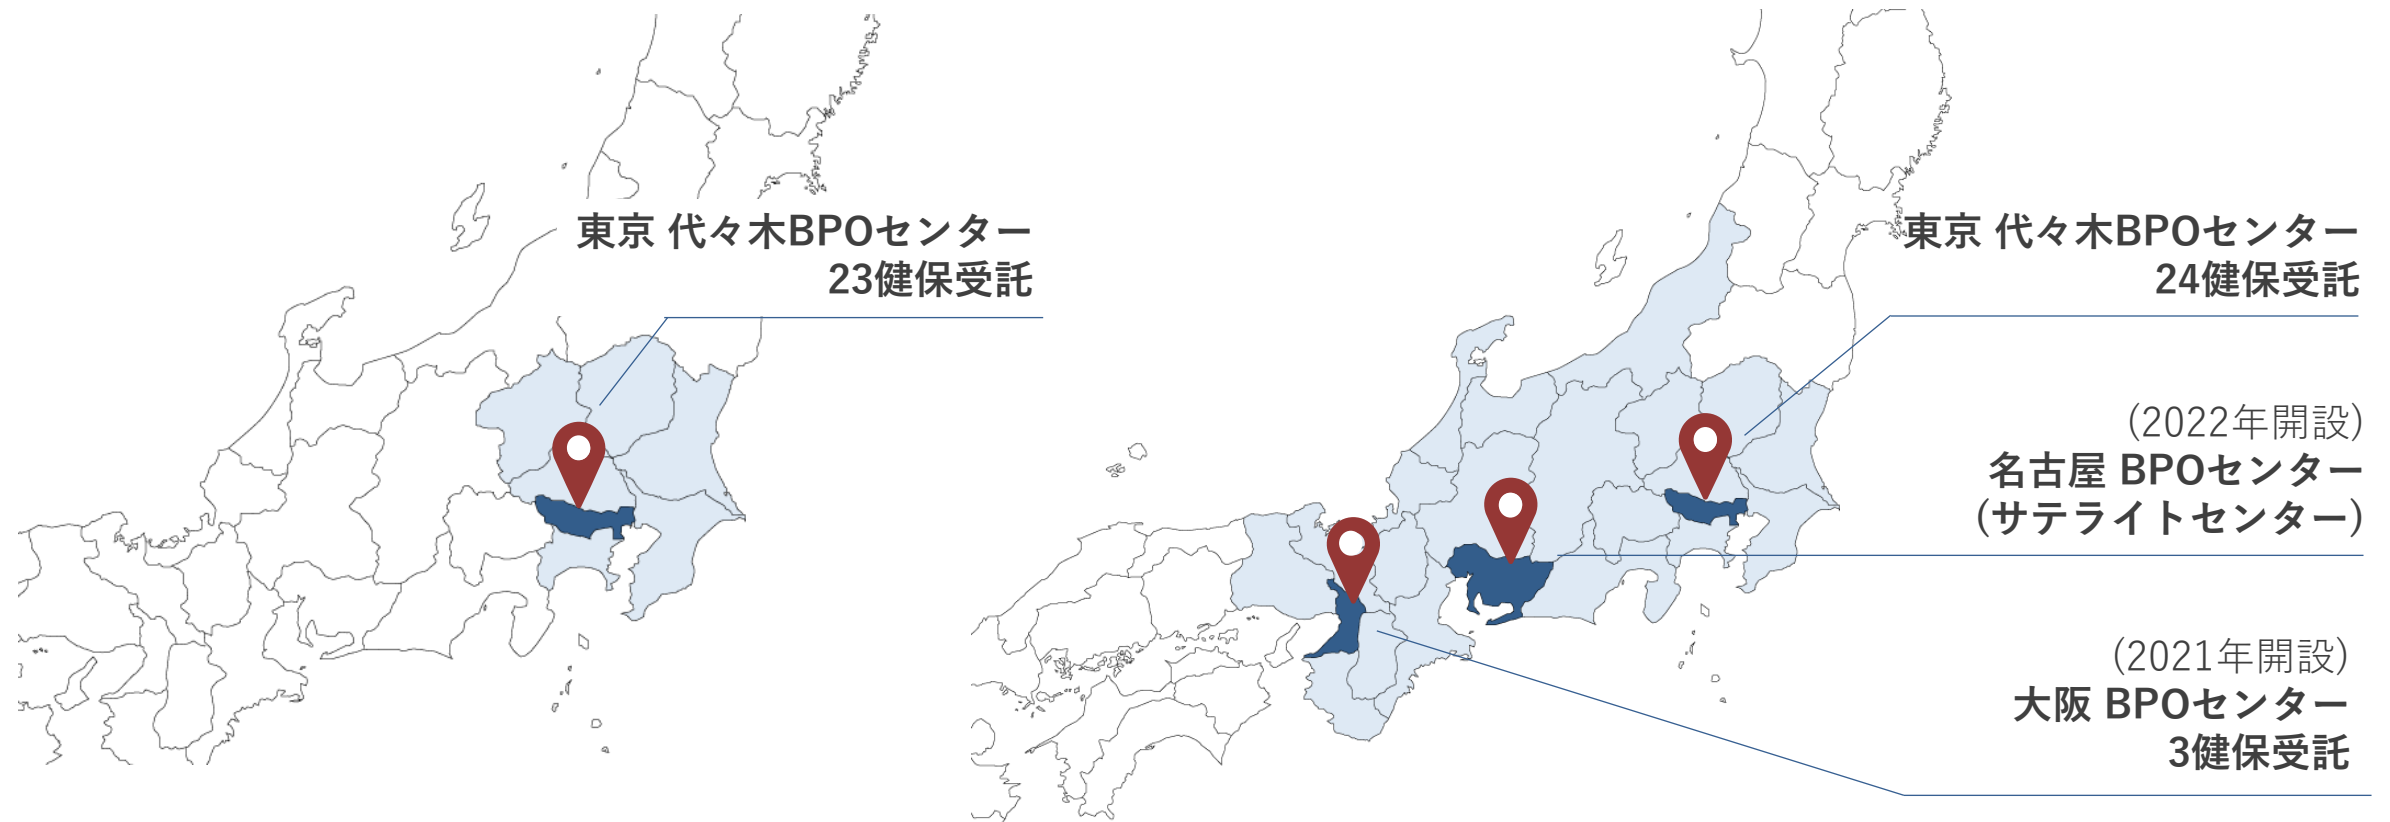 東京 代々木BPOセンター
23健保受託
東京 代々木BPOセンター
24健保受託
(2022年開設)
名古屋 BPOセンター
(サテライトセンター)
(2021年開設)
大阪 BPOセンター
3健保受託